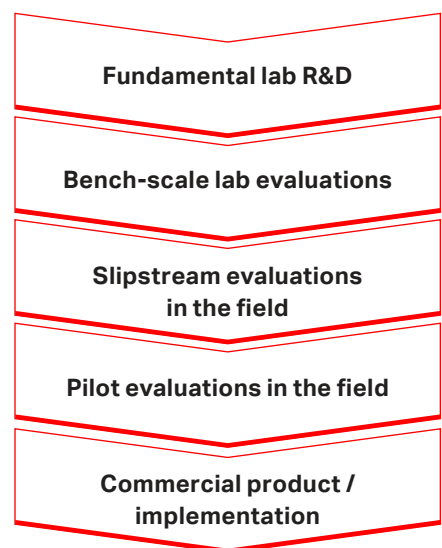 Fundamental lab R&D
Bench-scale lab evaluations
Slipstream evaluations
in the field
Pilot evaluations in the field
Commercial product /
implementation